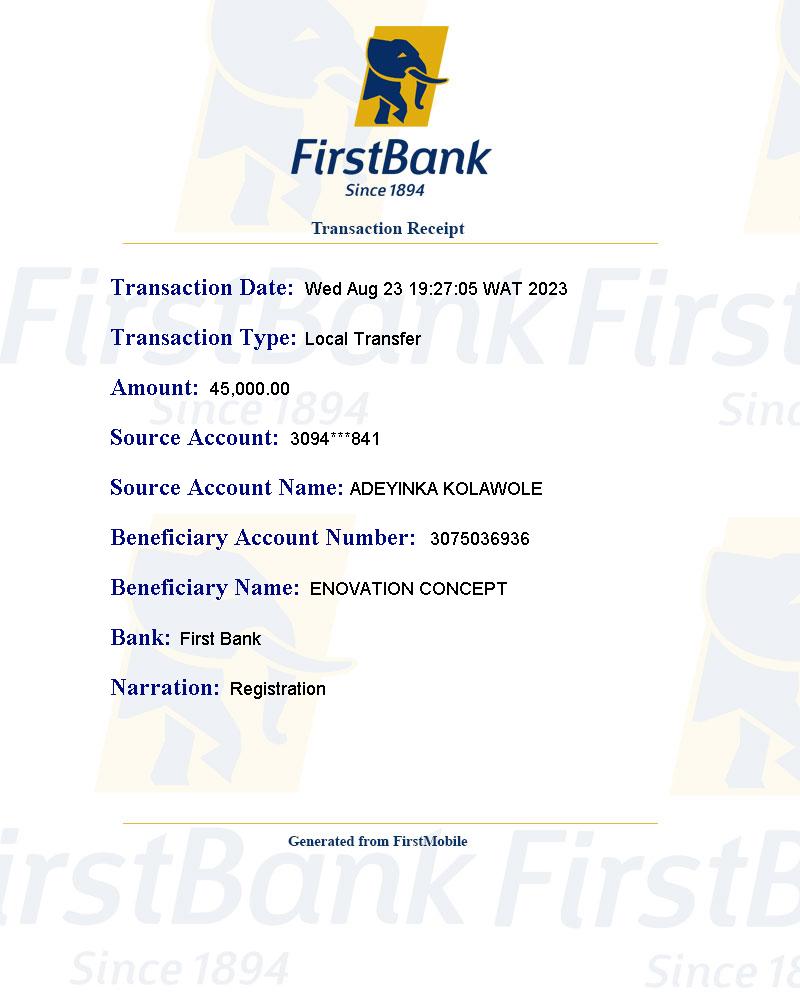 FirstBank
Since 1894
Transaction Receipt
Transaction Date: Wed Aug 23 19:27:05 WAT 2023
Transaction Type: Local Transfer
Amount: 45,000.00
Source Account: 3094***841
Source Account Name: ADEYINKA KOLAWOLE
Beneficiary Account Number: 3075036936
Beneficiary Name: ENOVATION CONCEPT
Bank: First Bank
Narration: Registration
Generated from FirstMobile